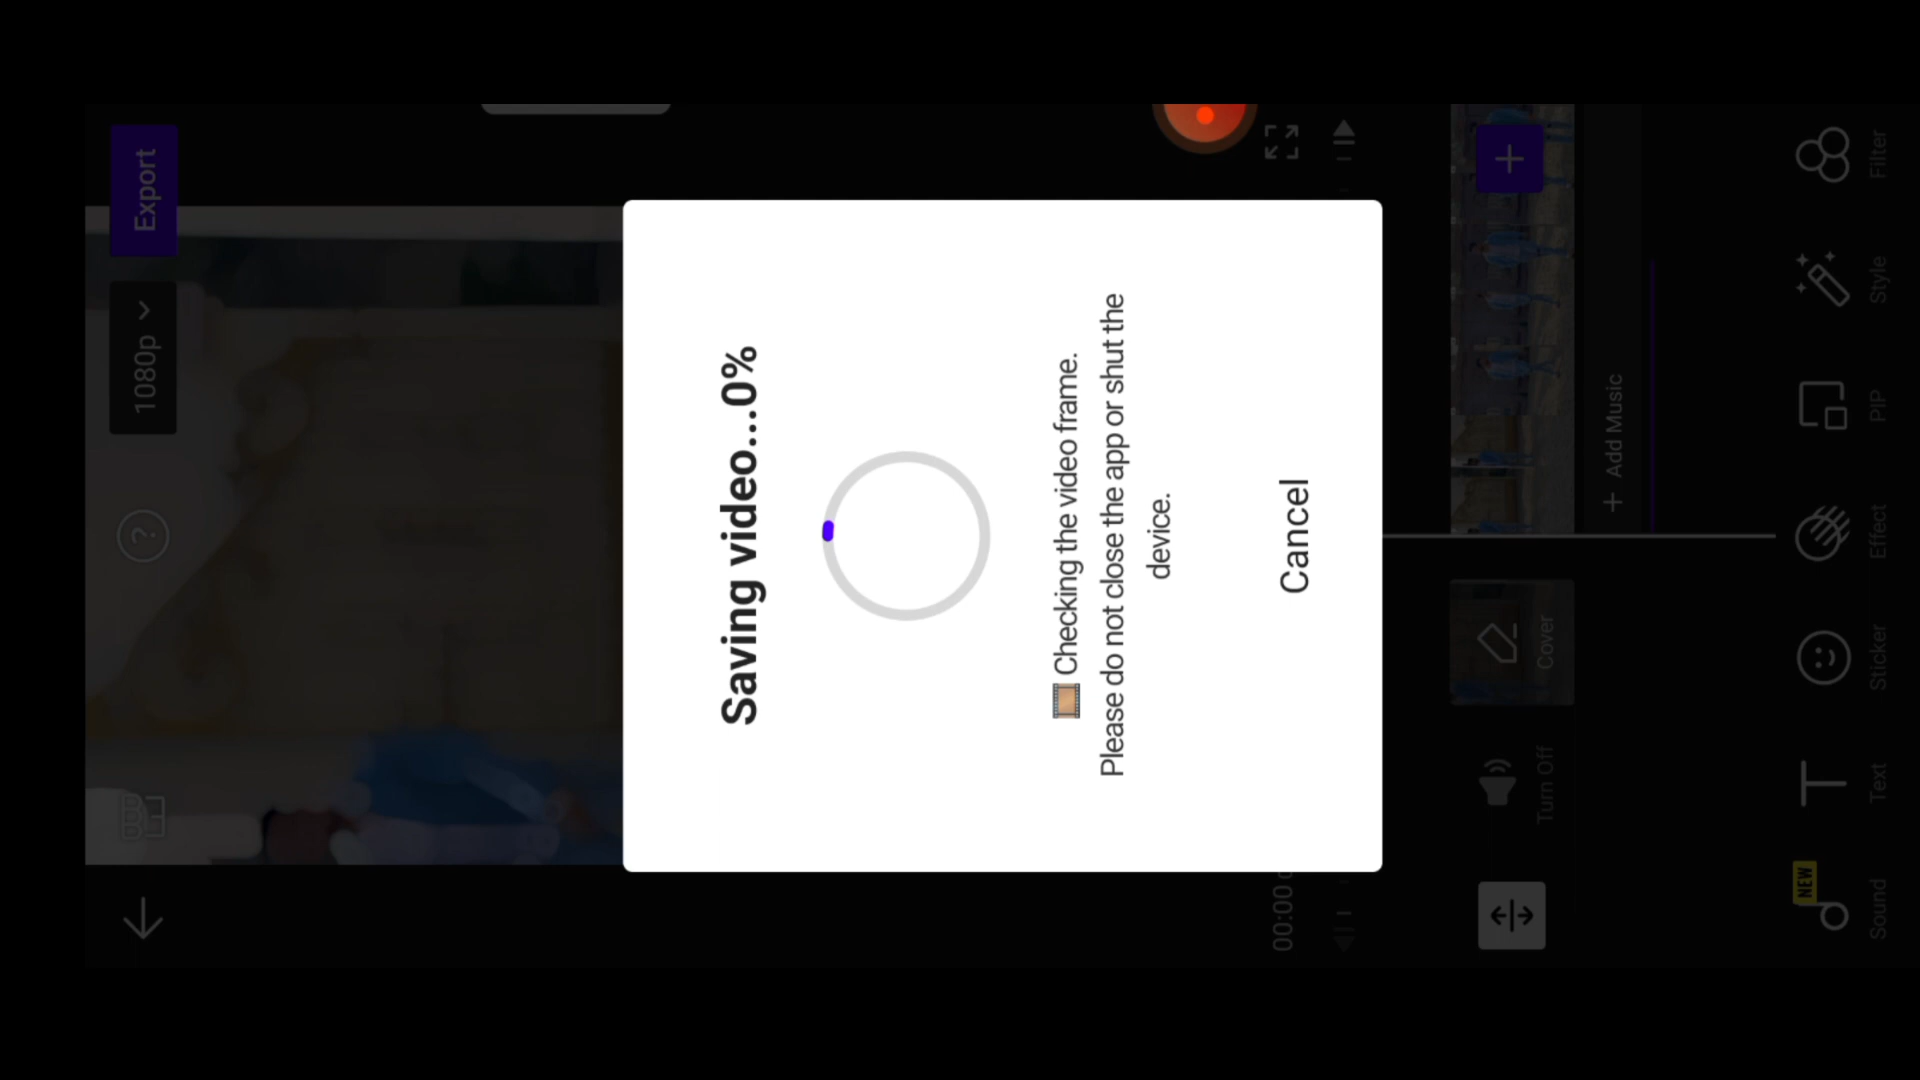 Export
1080p
Saving video...0%
Checking the video frame.
Please do not close the app or shut the
device.
Cancel
00:00
+ Add Music
Cover
Turn Off
NEW
Sound
Text
Sticker
Effect
PIP
Style
Filter